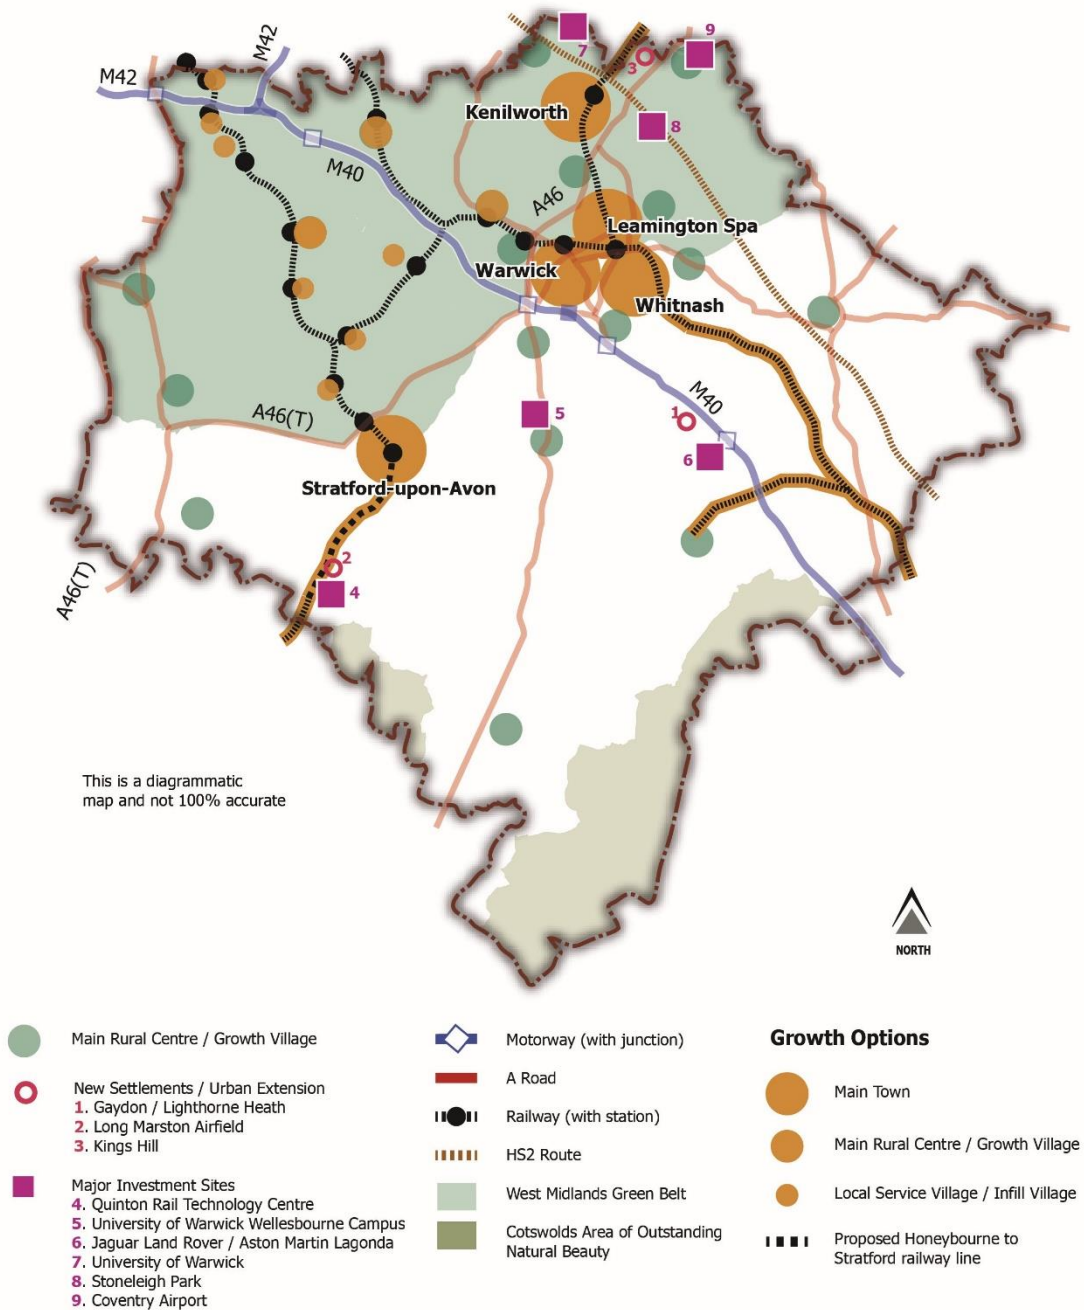 M42
M42
7
9
3
Kenilworth
8
M40
A46
Leamington Spa
Warwick
Whitnash
A46(T)
M40
5
1
6
Stratford-upon-Avon
2
A46(T)
4
This is a diagrammatic
map and not 100% accurate
NORTH
Main Rural Centre / Growth Village
New Settlements / Urban Extension
1. Gaydon / Lighthorne Heath
2. Long Marston Airfield
3. Kings Hill
Major Investment Sites
4. Quinton Rail Technology Centre
5. University of Warwick Wellesbourne Campus
6. Jaguar Land Rover / Aston Martin Lagonda
7. University of Warwick
8. Stoneleigh Park
9. Coventry Airport
Motorway (with junction)
A Road
Railway (with station)
HS2 Route
West Midlands Green Belt
Cotswolds Area of Outstanding
Natural Beauty
Growth Options
Main Town
Main Rural Centre / Growth Village
Local Service Village / Infill Village
Proposed Honeybourne to
Stratford railway line